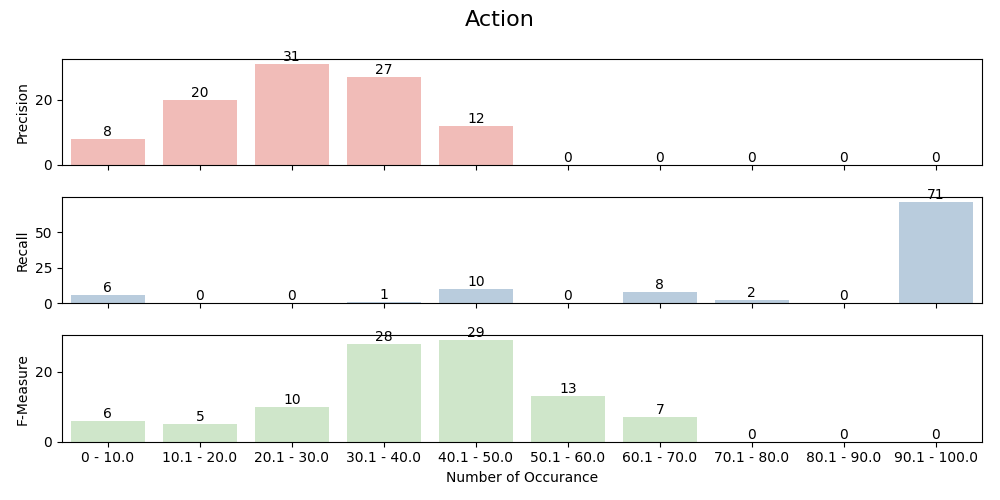 Action
Precision
20
0
8 20 31 27 12 0 0 0 0 0
Recall
50
25
0
6 0 0 1 10 0 8 2 0 71
F-Measure
20
0
6 5 10 28 29 13 7 0 0 0
0 - 10.0 10.1 - 20.0 20.1 - 30.0 30.1 - 40.0 40.1 - 50.0 50.1 - 60.0 60.1 - 70.0 70.1 - 80.0 80.1 - 90.0 90.1 - 100.0
Number of Occurance